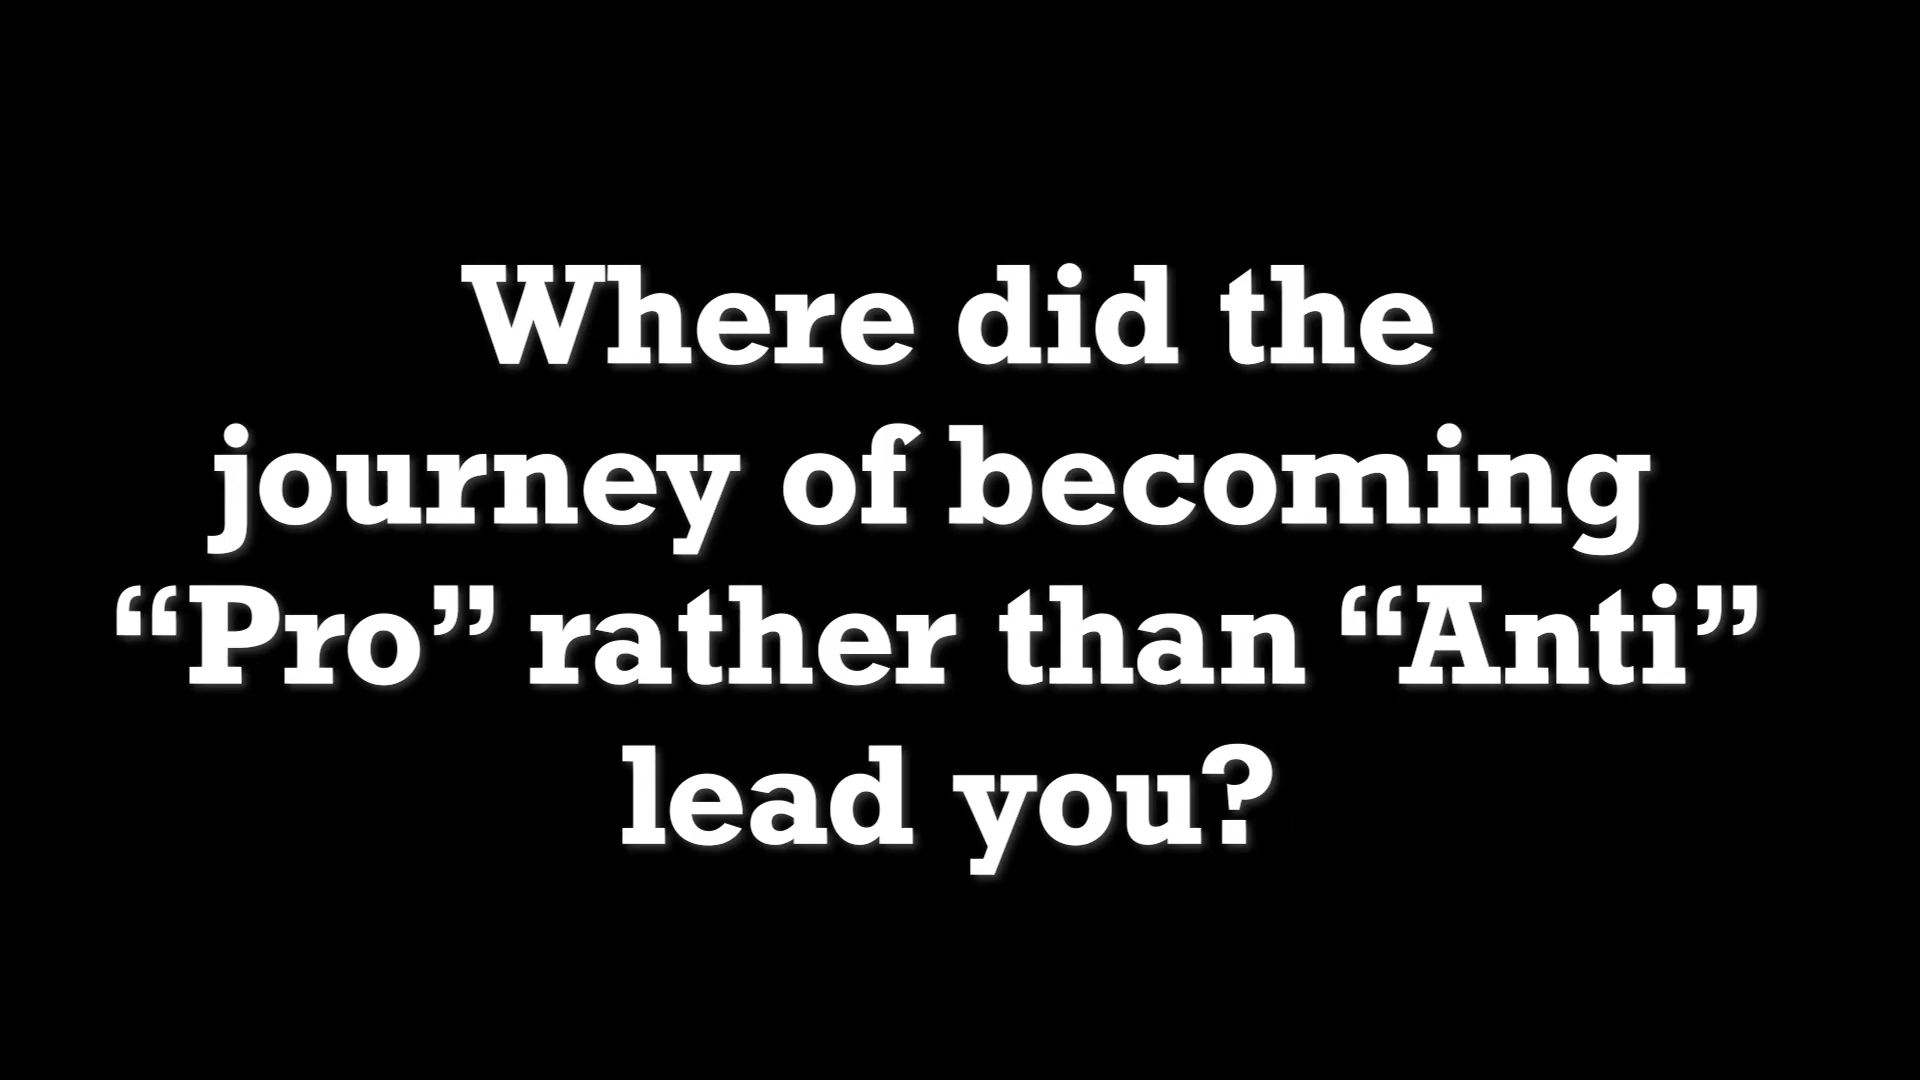 Where did the
journey of becoming
“Pro” rather than “Anti”
lead you?